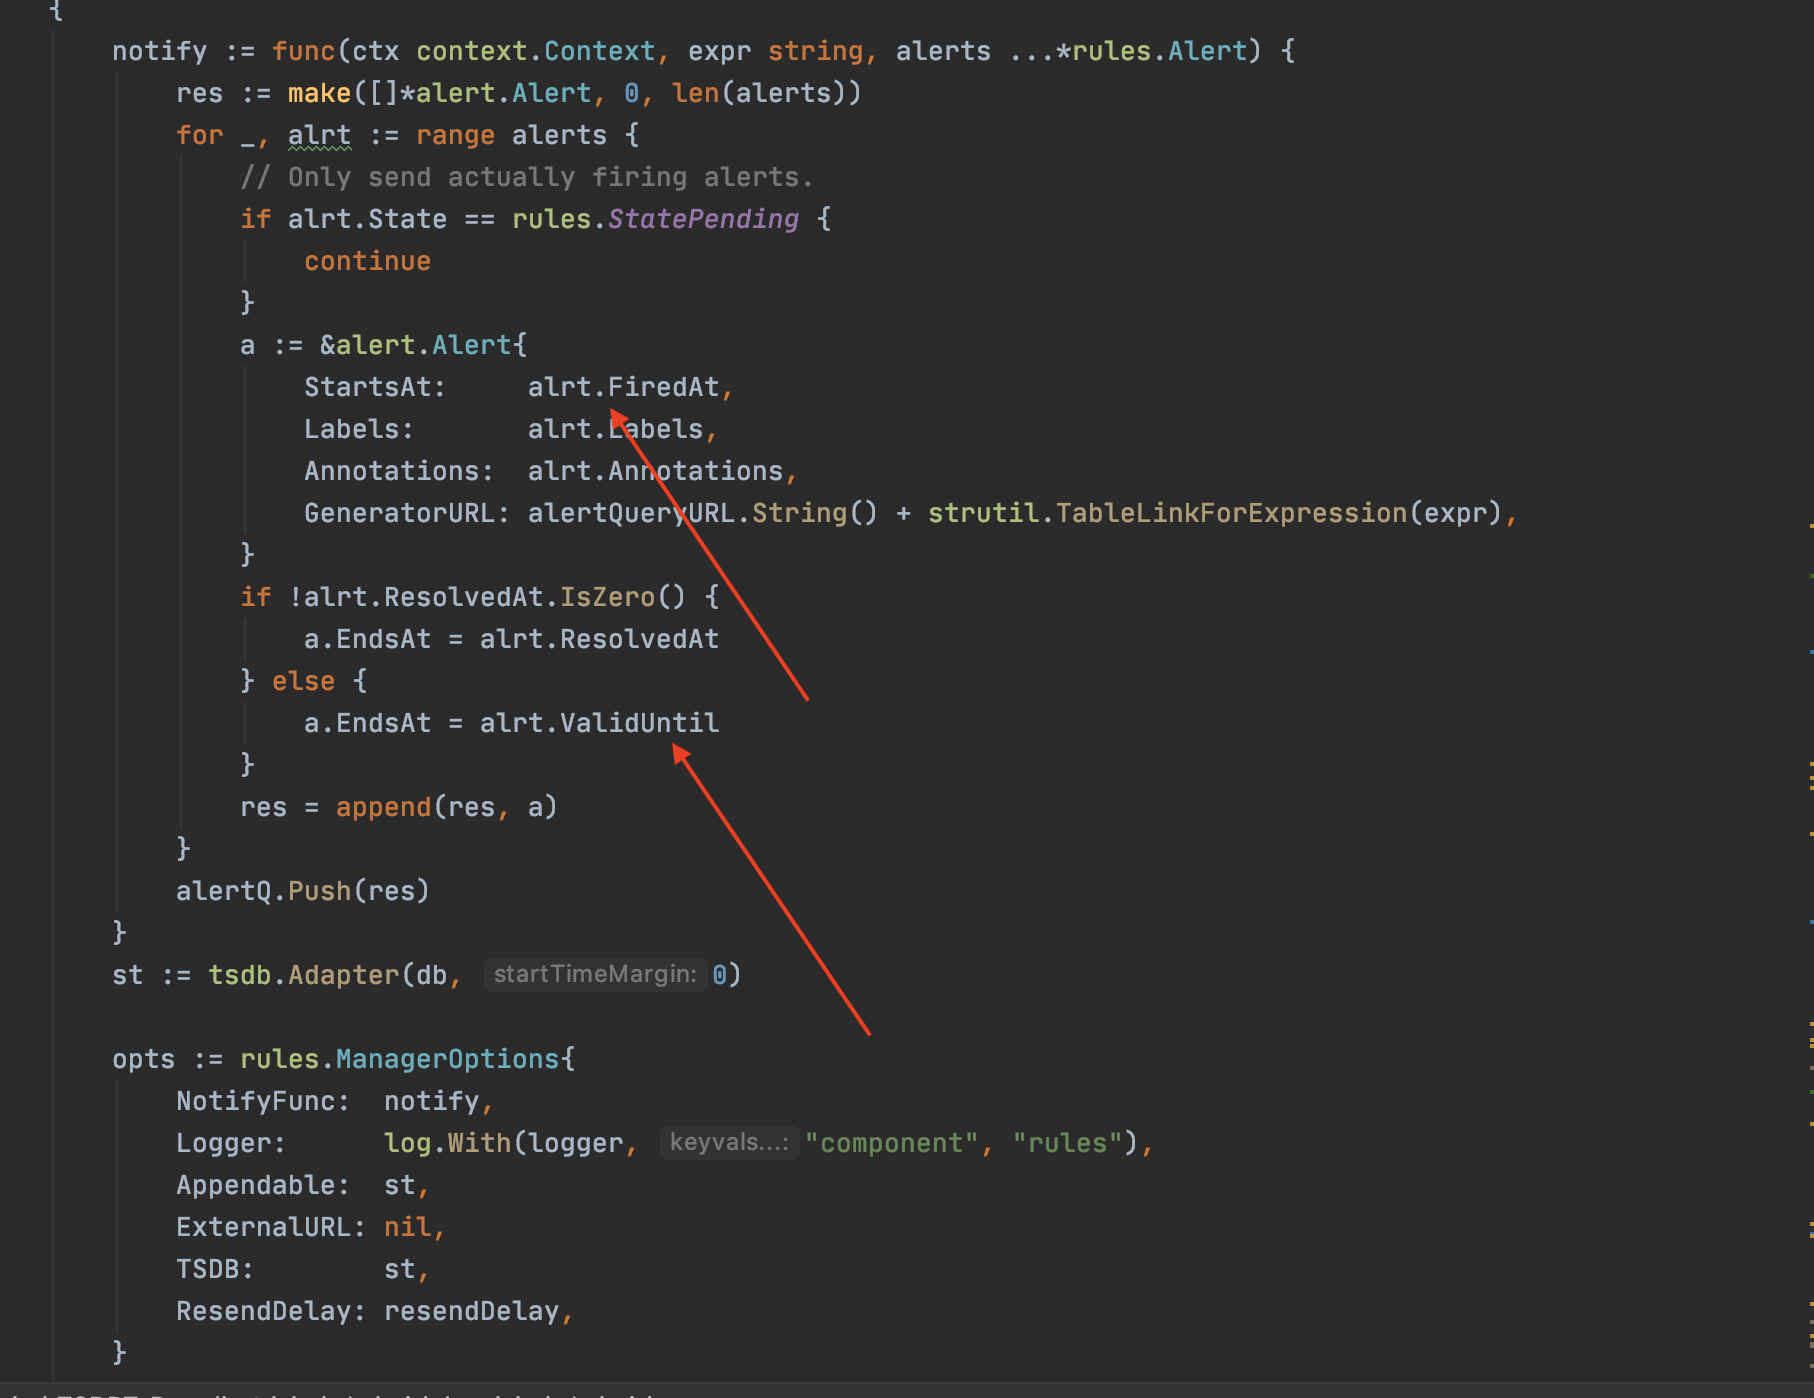 {
notify := func(ctx context.Context, expr string, alerts ...*rules.Alert) {
res := make([]*alert.Alert, 0, len(alerts))
for _, alrt := range alerts {
// Only send actually firing alerts.
if alrt.State == rules.StatePending {
continue
}
a := &alert.Alert{
StartsAt: alrt.FiredAt,
Labels: alrt.Labels,
Annotations: alrt.Annotations,
GeneratorURL: alertQueryURL.String() + strutil.TableLinkForExpression(expr),
}
if !alrt.ResolvedAt.IsZero() {
a.EndsAt = alrt.ResolvedAt
} else {
a.EndsAt = alrt.ValidUntil
}
res = append(res, a)
}
alertQ.Push(res)
}
st := tsdb.Adapter(db, startTimeMargin: 0)
opts := rules.ManagerOptions{
NotifyFunc: notify,
Logger: log.With(logger, keyvals...: "component", "rules"),
Appendable: st,
ExternalURL: nil,
TSDB: st,
ResendDelay: resendDelay,
}